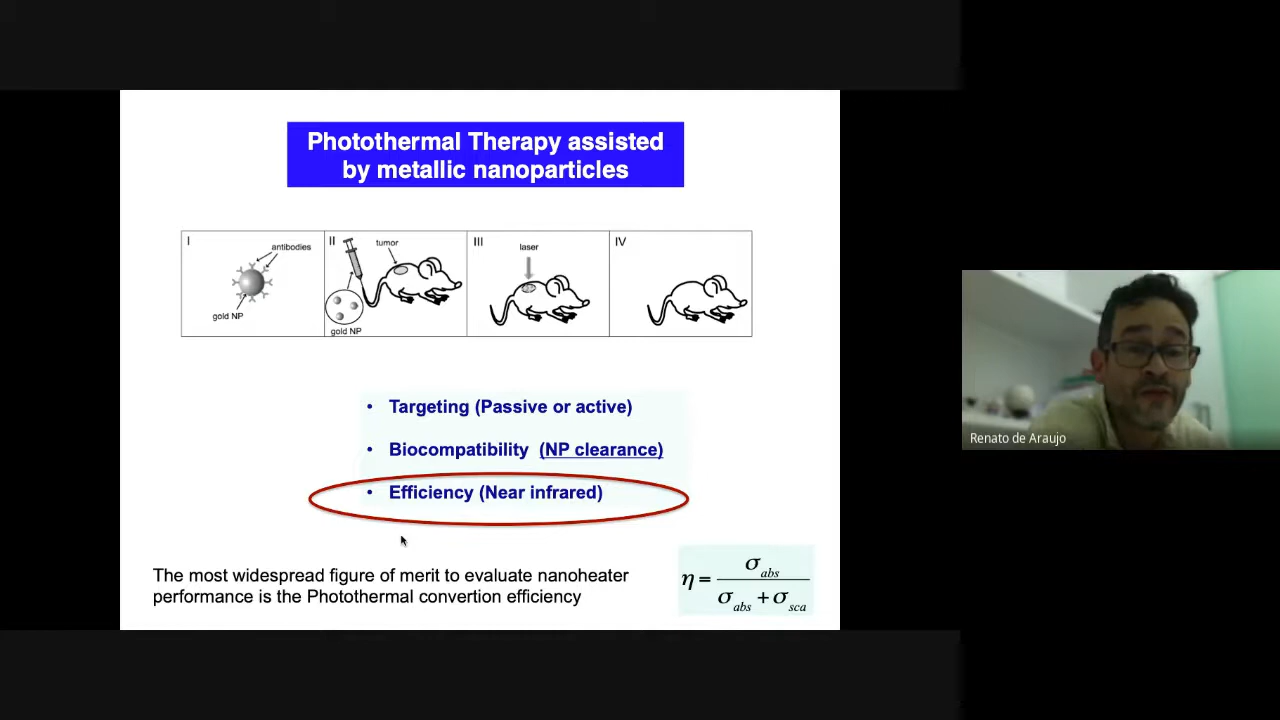 Photothermal Therapy assisted
by metallic nanoparticles
I
antibodies
gold NP
II
tumor
gold NP
III
laser
IV
• Targeting (Passive or active)
• Biocompatibility (NP clearance)
• Efficiency (Near infrared)
The most widespread figure of merit to evaluate nanoheater
performance is the Photothermal convertion efficiency
η = σabs / (σabs + σsca)
Renato de Araujo